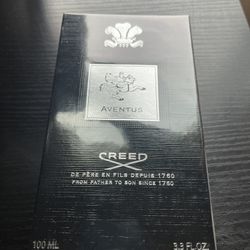 AVENTUS
CREED
DE PÈRE EN FILS DEPUIS 1760
FROM FATHER TO SON SINCE 1760
100 ML 3.3 FL.OZ.